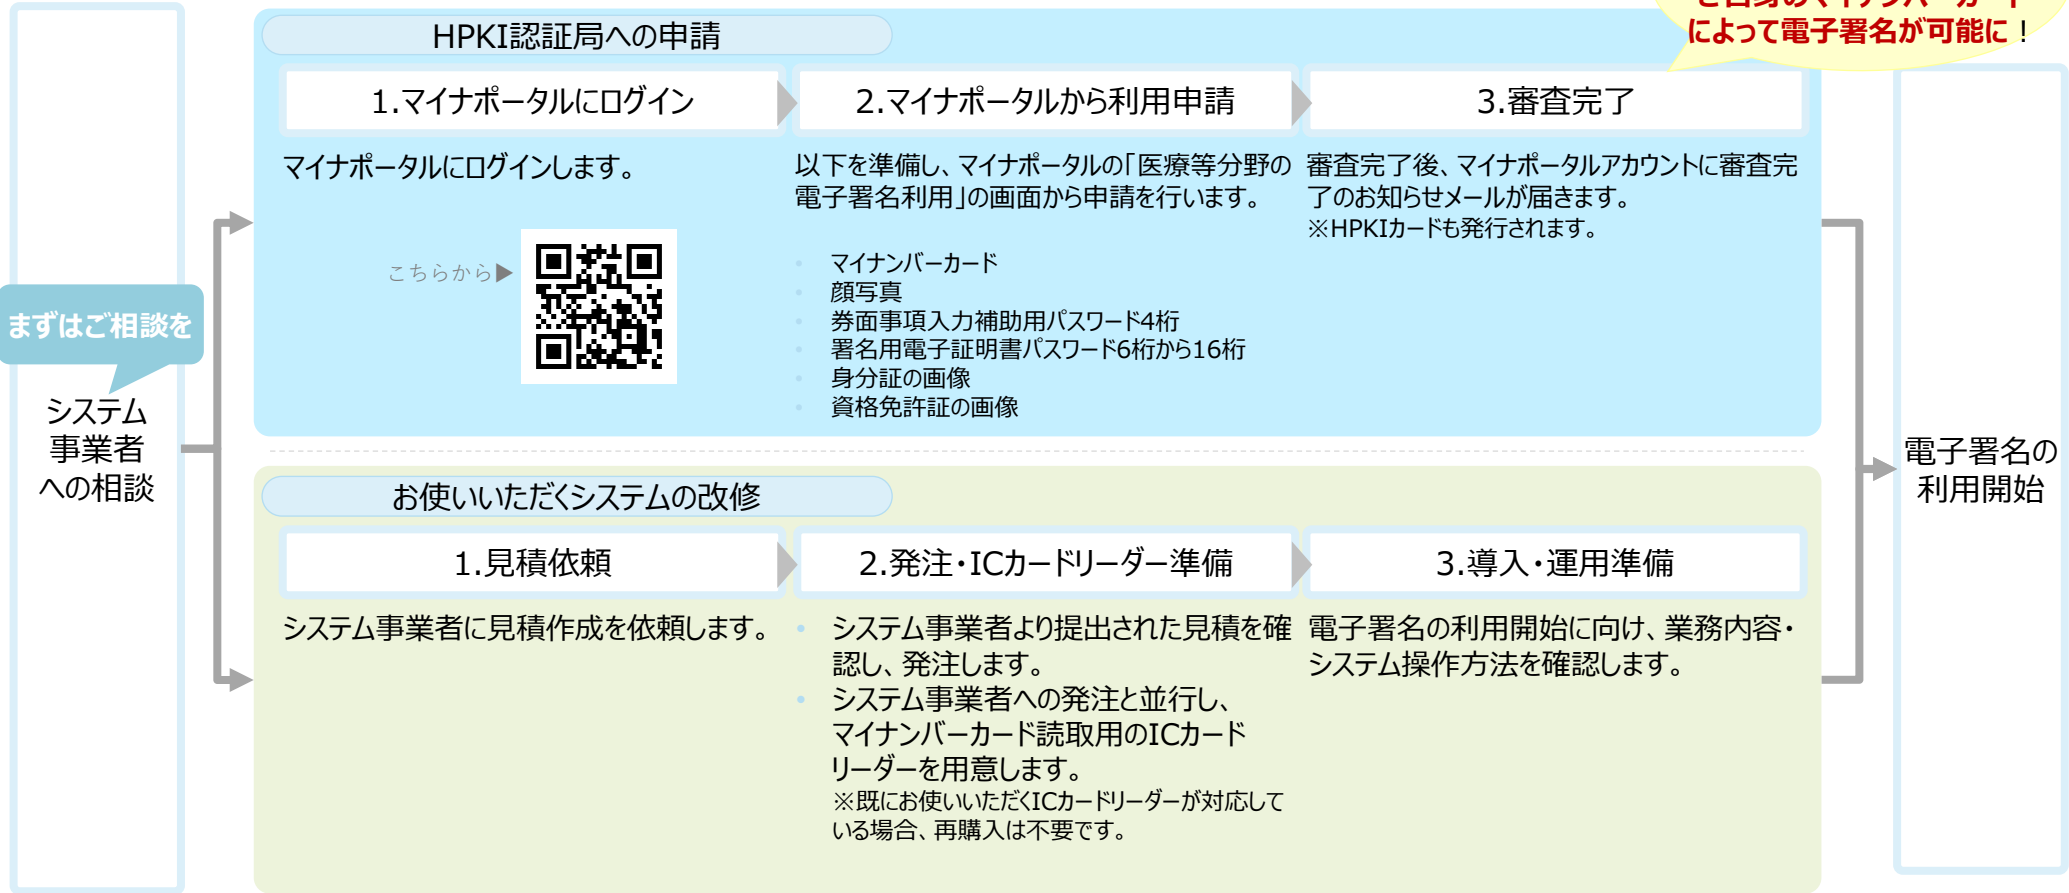 まずはご相談を
システム
事業者
への相談
HPKI認証局への申請
1.マイナポータルにログイン
マイナポータルにログインします。
こちらから▶
2.マイナポータルから利用申請
以下を準備し、マイナポータルの「医療等分野の
電子署名利用」の画面から申請を行います。
• マイナンバーカード
• 顔写真
• 券面事項入力補助用パスワード4桁
• 署名用電子証明書パスワード6桁から16桁
• 身分証の画像
• 資格免許証の画像
3.審査完了
審査完了後、マイナポータルアカウントに審査完
了のお知らせメールが届きます。
※HPKIカードも発行されます。
ご自身のマイナンバーカード
によって電子署名が可能に！
お使いいただくシステムの改修
1.見積依頼
システム事業者に見積作成を依頼します。
2.発注・ICカードリーダー準備
• システム事業者より提出された見積を確
認し、発注します。
• システム事業者への発注と並行し、
マイナンバーカード読取用のICカード
リーダーを用意します。
※既にお使いいただくICカードリーダーが対応して
いる場合、再購入は不要です。
3.導入・運用準備
電子署名の利用開始に向け、業務内容・
システム操作方法を確認します。
電子署名の
利用開始